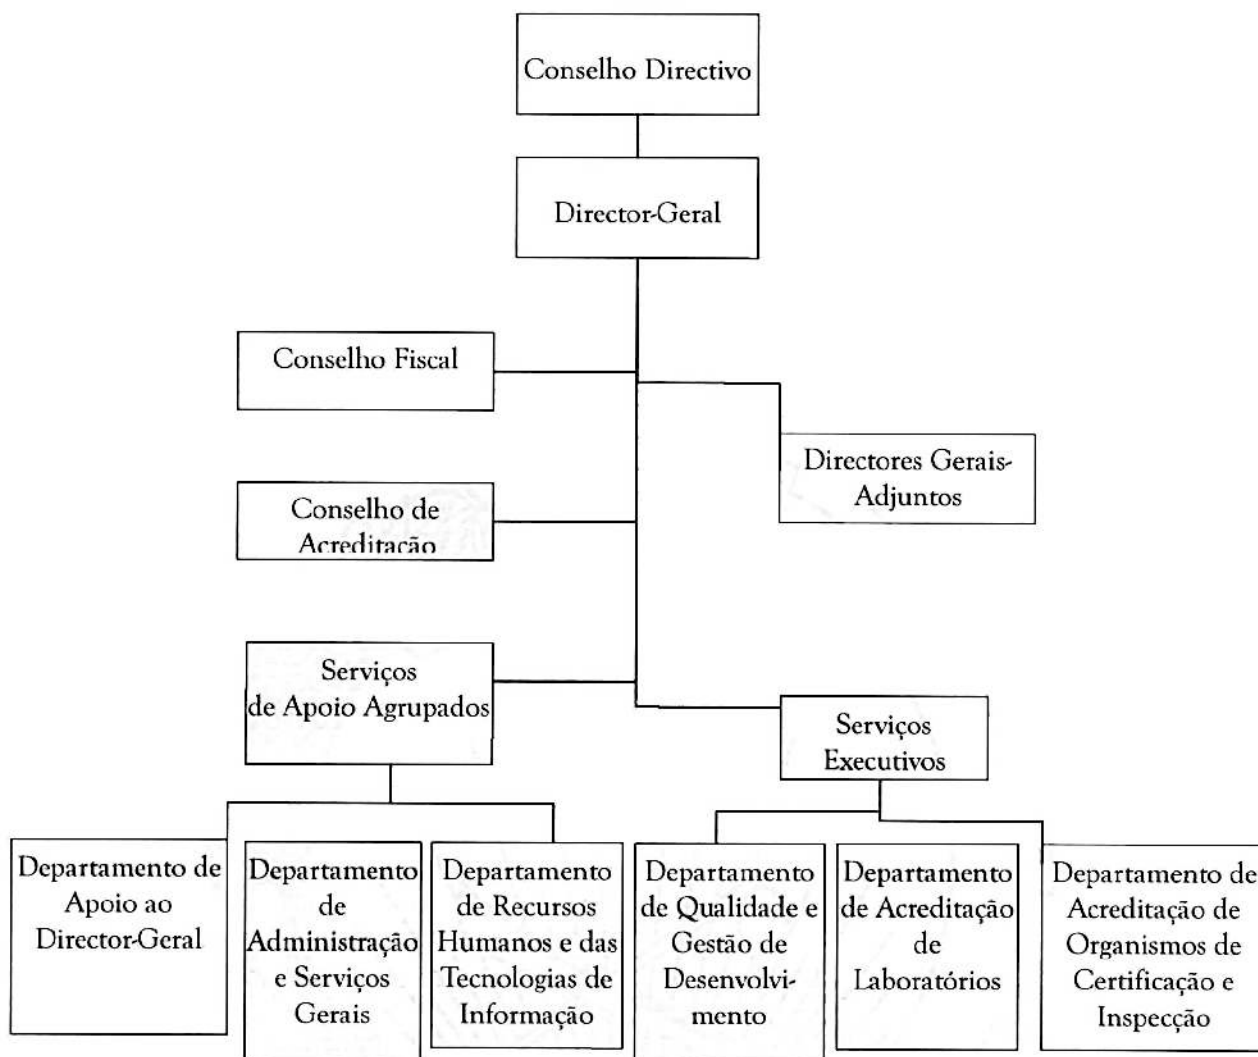 Conselho Directivo
Director-Geral
Conselho Fiscal
Directores Gerais-
Adjuntos
Conselho de
Acreditação
Serviços
de Apoio Agrupados
Serviços
Executivos
Departamento de
Apoio ao
Director-Geral
Departamento
de
Administração
e Serviços
Gerais
Departamento
de Recursos
Humanos e das
Tecnologias de
Informação
Departamento
de Qualidade e
Gestão de
Desenvolvi-
mento
Departamento
de Acreditação
de
Laboratórios
Departamento de
Acreditação de
Organismos de
Certificação e
Inspecção